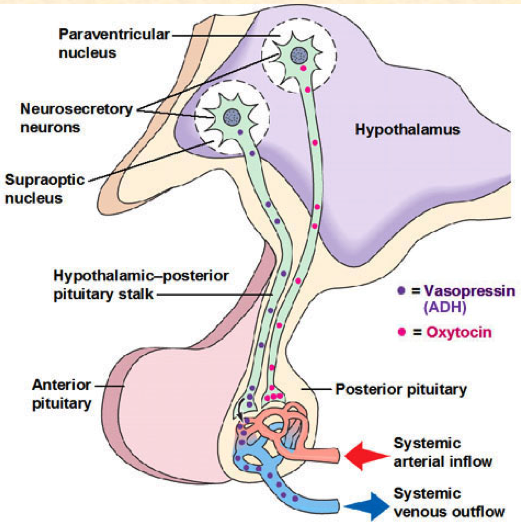 Paraventricular
nucleus
Neurosecretory
neurons
Hypothalamus
Supraoptic
nucleus
Hypothalamic–posterior
pituitary stalk
= Vasopressin
(ADH)
= Oxytocin
Anterior
pituitary
Posterior pituitary
Systemic
arterial inflow
Systemic
venous outflow